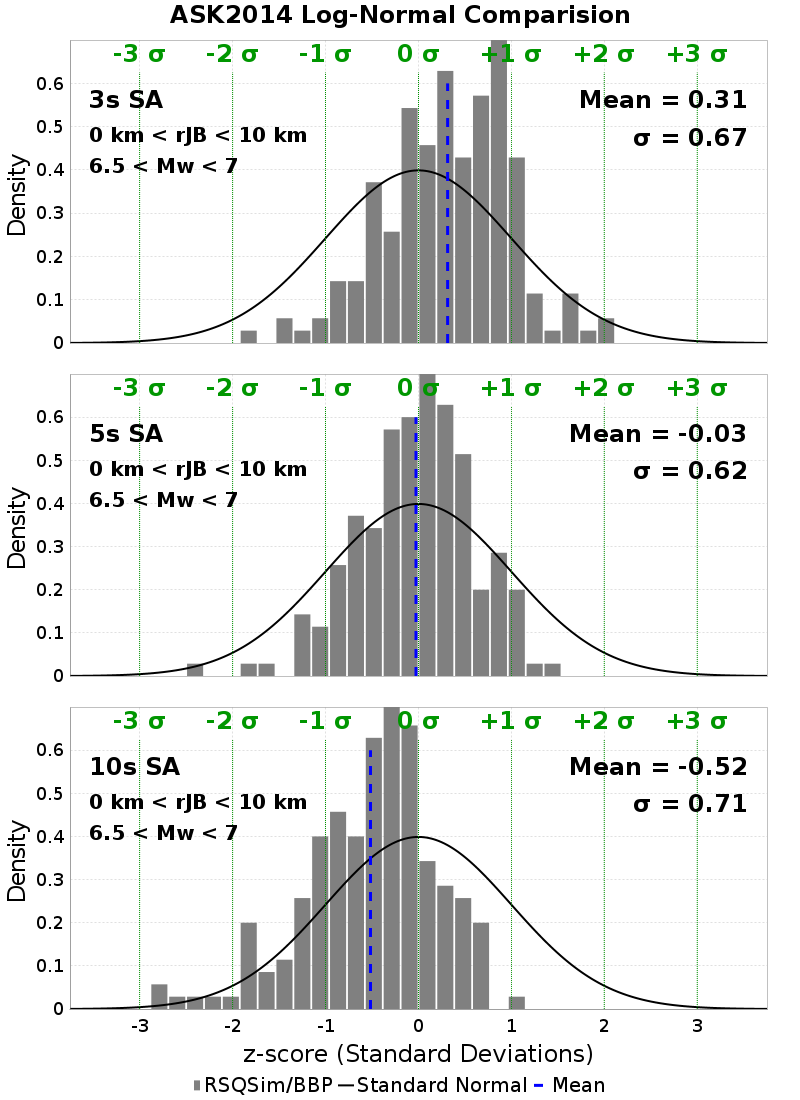 ASK2014 Log-Normal Comparision
-3 σ -2 σ -1 σ 0 σ +1 σ +2 σ +3 σ
3s SA
0 km < rJB < 10 km
6.5 < Mw < 7
Mean = 0.31
σ = 0.67
Density
0.6
0.5
0.4
0.3
0.2
0.1
0
-3 σ -2 σ -1 σ 0 σ +1 σ +2 σ +3 σ
5s SA
0 km < rJB < 10 km
6.5 < Mw < 7
Mean = -0.03
σ = 0.62
Density
0.6
0.5
0.4
0.3
0.2
0.1
0
-3 σ -2 σ -1 σ 0 σ +1 σ +2 σ +3 σ
10s SA
0 km < rJB < 10 km
6.5 < Mw < 7
Mean = -0.52
σ = 0.71
Density
0.6
0.5
0.4
0.3
0.2
0.1
0
-3 -2 -1 0 1 2 3
z-score (Standard Deviations)
RSQSim/BBP Standard Normal Mean